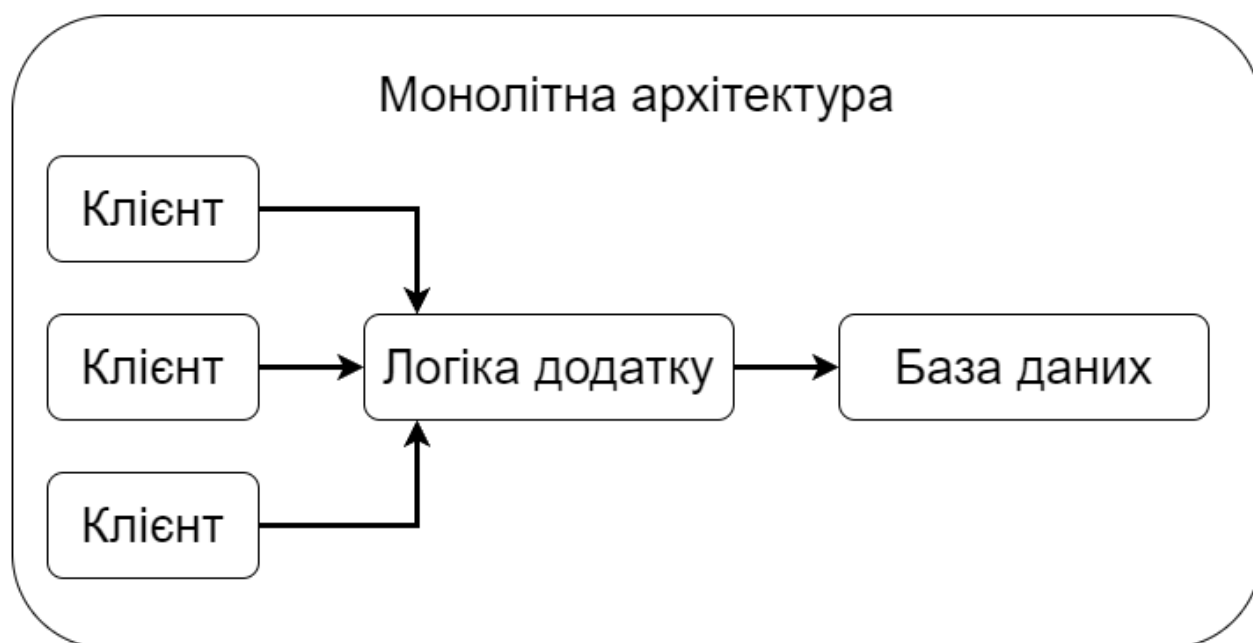 Монолітна архітектура
Клієнт
Клієнт
Логіка додатку
База даних
Клієнт